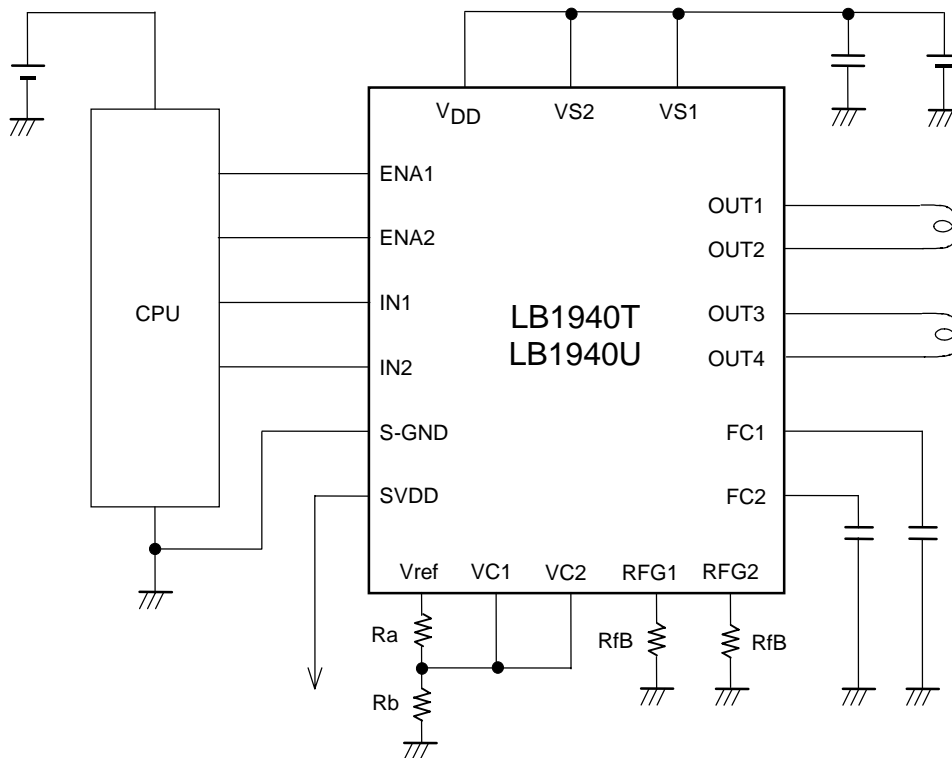 VDD
VS2
VS1
ENA1
ENA2
IN1
IN2
S-GND
SVDD
CPU
LB1940T
LB1940U
OUT1
OUT2
OUT3
OUT4
FC1
FC2
Vref
VC1
VC2
RFG1
RFG2
Ra
RfB
RfB
Rb